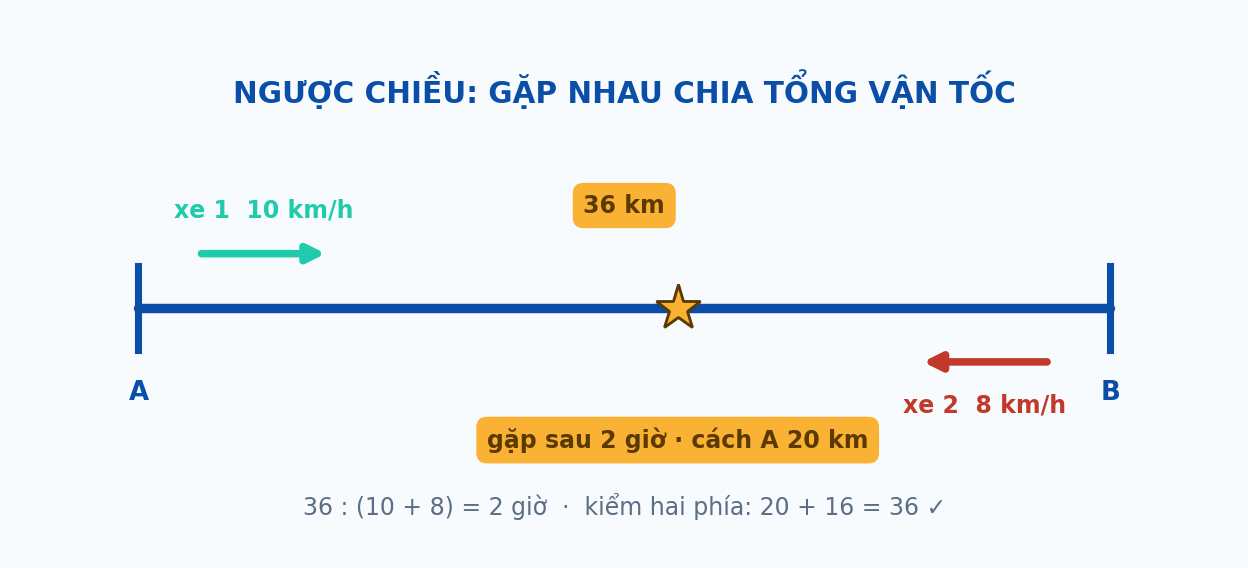 NGƯỢC CHIỀU: GẶP NHAU CHIA TỔNG VẬN TỐC
36 km
xe 1  10 km/h
A
B
xe 2  8 km/h
gặp sau 2 giờ · cách A 20 km
36 : (10 + 8) = 2 giờ  ·  kiểm hai phía: 20 + 16 = 36 ✓